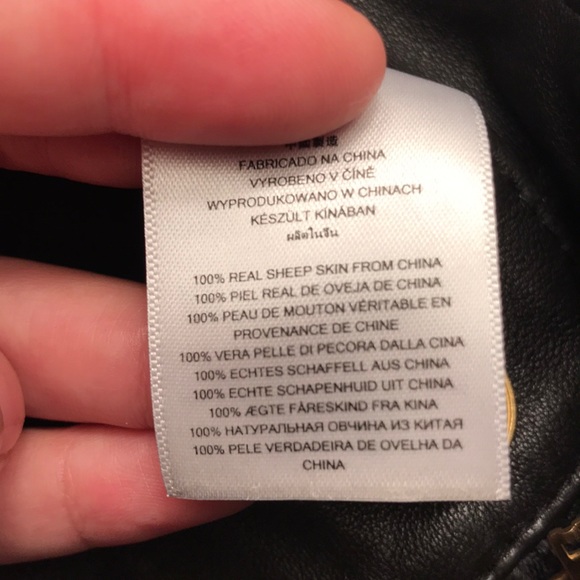 中國製造
FABRICADO NA CHINA
VYROBENO V ČÍNĚ
WYPRODUKOWANO W CHINACH
KÉSZÜLT KÍNÁBAN
ผลิตในจีน
100% REAL SHEEP SKIN FROM CHINA
100% PIEL REAL DE OVEJA DE CHINA
100% PEAU DE MOUTON VÉRITABLE EN
PROVENANCE DE CHINE
100% VERA PELLE DI PECORA DALLA CINA
100% ECHTES SCHAFFELL AUS CHINA
100% ECHTE SCHAPENHUID UIT CHINA
100% ÆGTE FÅRESKIND FRA KINA
100% НАТУРАЛЬНАЯ ОВЧИНА ИЗ КИТАЯ
100% PELE VERDADEIRA DE OVELHA DA
CHINA